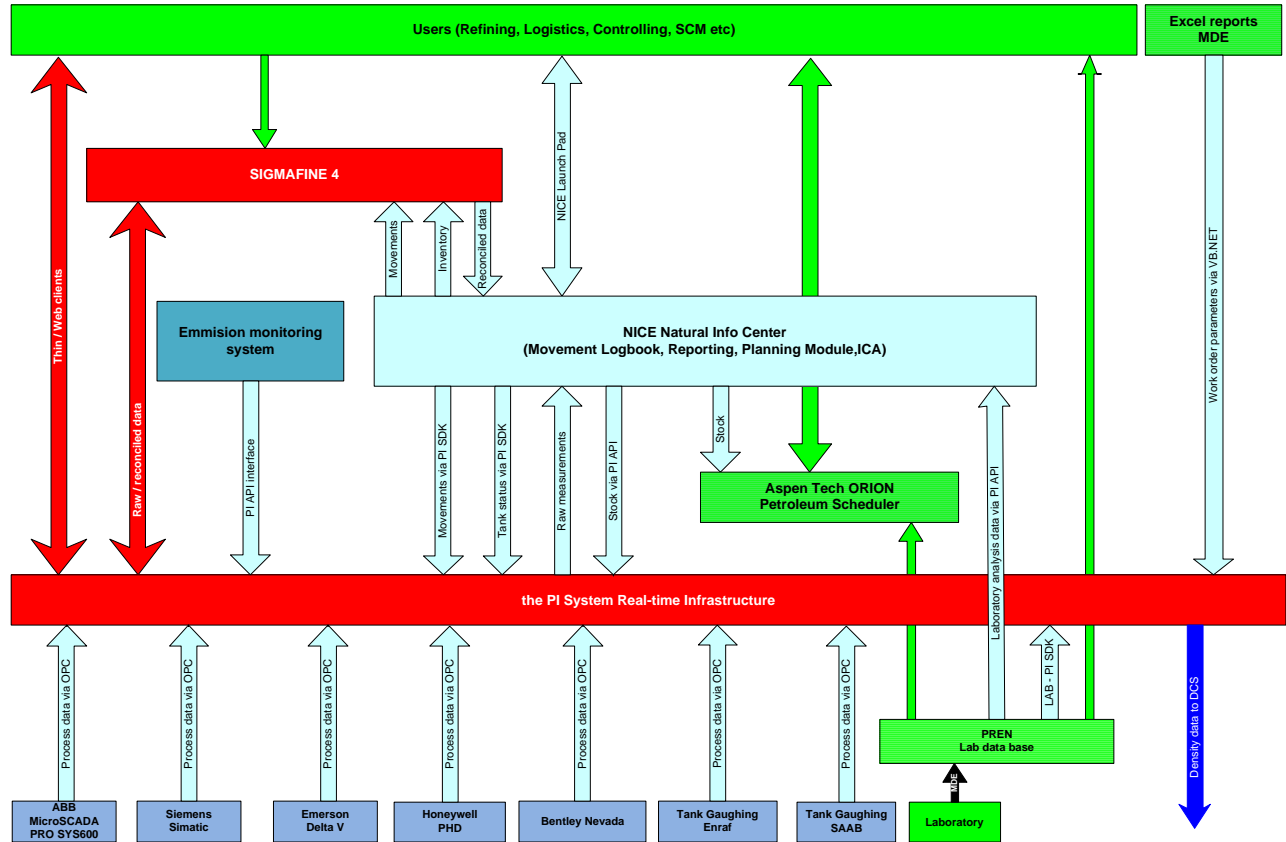 Users (Refining, Logistics, Controlling, SCM etc)
Excel reports
MDE
SIGMAFINE 4
NICE Launch Pad
Movements
Inventory
Reconciled data
Thin / Web clients
Raw / reconciled data
Work order parameters via VB.NET
Emmision monitoring
system
NICE Natural Info Center
(Movement Logbook, Reporting, Planning Module,ICA)
PI API interface
Movements via PI SDK
Tank status via PI SDK
Raw measurements
Stock via PI API
Stock
Laboratory analysis data via PI API
Aspen Tech ORION
Petroleum Scheduler
the PI System Real-time Infrastructure
Process data via OPC
Process data via OPC
Process data via OPC
Process data via OPC
Process data via OPC
Process data via OPC
Process data via OPC
LAB - PI SDK
Density data to DCS
PREN
Lab data base
MDE
ABB
MicroSCADA
PRO SYS600
Siemens
Simatic
Emerson
Delta V
Honeywell
PHD
Bentley Nevada
Tank Gaughing
Enraf
Tank Gaughing
SAAB
Laboratory